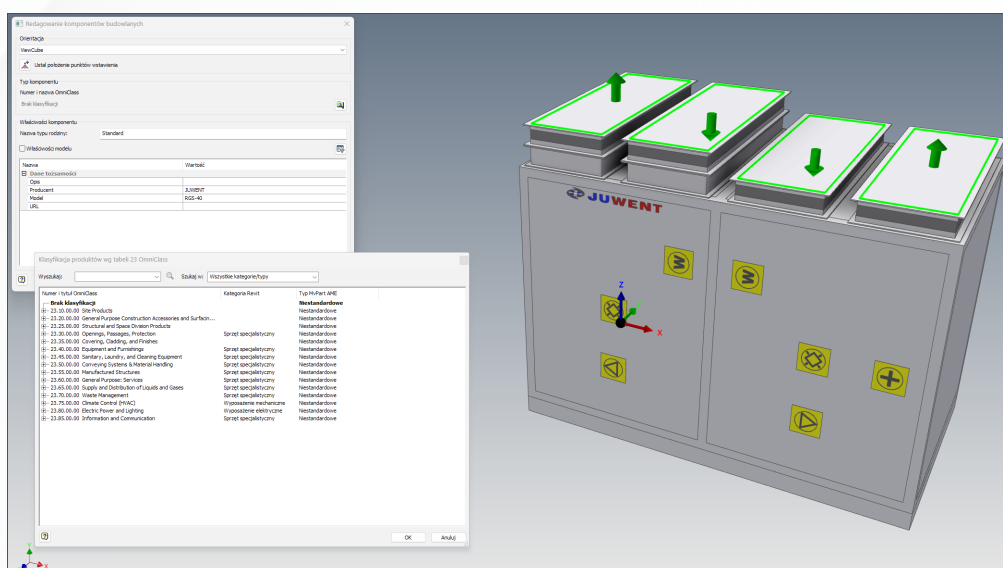 Redagowanie komponentów budowlanych
Orientacja
ViewCube
Ustal położenie punktów wstawienia
Typ komponentu
Numer i nazwa OmniClass
Brak klasyfikacji
Właściwości komponentu
Nazwa typu rodziny: Standard
Właściwości modelu
Nazwa Wartość
Dane tożsamości
Opis
Producent JUWENT
Model RGS-40
URL
Klasyfikacja produktów wg tabeli 23 OmniClass
Wyszukaj: Szukaj w: Wszystkie kategorie/typy
Numer i tytuł OmniClass Kategoria Revit Typ MvPart AME
Brak klasyfikacji Niestandardowe
23.10.00.00 Site Products Niestandardowe
23.20.00.00 General Purpose Construction Accessories and Surfacin... Niestandardowe
23.25.00.00 Structural and Space Division Products Niestandardowe
23.30.00.00 Openings, Passages, Protection Sprzęt specjalistyczny Niestandardowe
23.35.00.00 Covering, Cladding, and Finishes Niestandardowe
23.40.00.00 Equipment and Furnishings Sprzęt specjalistyczny Niestandardowe
23.45.00.00 Sanitary, Laundry, and Cleaning Equipment Sprzęt specjalistyczny Niestandardowe
23.50.00.00 Conveying Systems & Material Handling Sprzęt specjalistyczny Niestandardowe
23.55.00.00 Manufactured Structures Sprzęt specjalistyczny Niestandardowe
23.60.00.00 General Purpose: Services Sprzęt specjalistyczny Niestandardowe
23.65.00.00 Supply and Distribution of Liquids and Gases Sprzęt specjalistyczny Niestandardowe
23.70.00.00 Waste Management Sprzęt specjalistyczny Niestandardowe
23.75.00.00 Climate Control (HVAC) Wyposażenie mechaniczne Niestandardowe
23.80.00.00 Electric Power and Lighting Wyposażenie elektryczne Niestandardowe
23.85.00.00 Information and Communication Sprzęt specjalistyczny Niestandardowe
OK Anuluj
JUWENT
Z
Y
X
Y
X